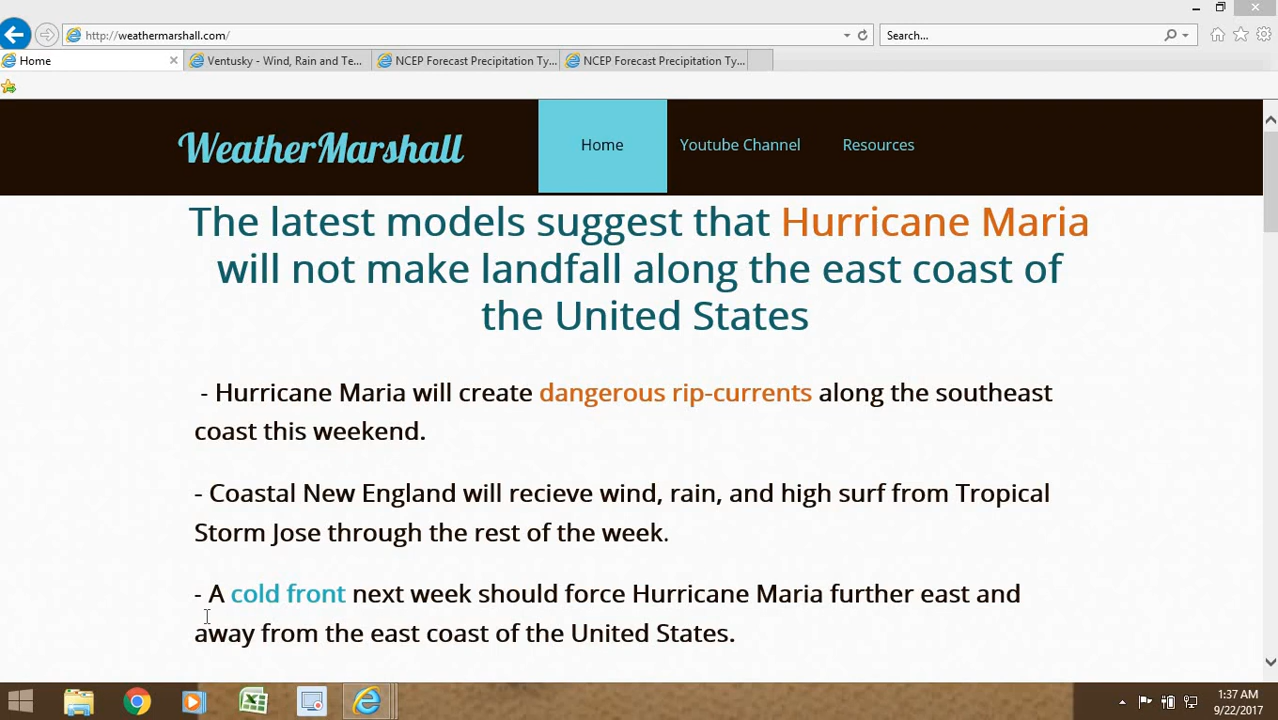 http://weathermarshall.com/
Search...
Home
Ventusky - Wind, Rain and Te...
NCEP Forecast Precipitation Ty...
NCEP Forecast Precipitation Ty...
WeatherMarshall
Home
Youtube Channel
Resources
The latest models suggest that Hurricane Maria
will not make landfall along the east coast of
the United States
- Hurricane Maria will create dangerous rip-currents along the southeast
coast this weekend.
- Coastal New England will recieve wind, rain, and high surf from Tropical
Storm Jose through the rest of the week.
- A cold front next week should force Hurricane Maria further east and
away from the east coast of the United States.
1:37 AM
9/22/2017